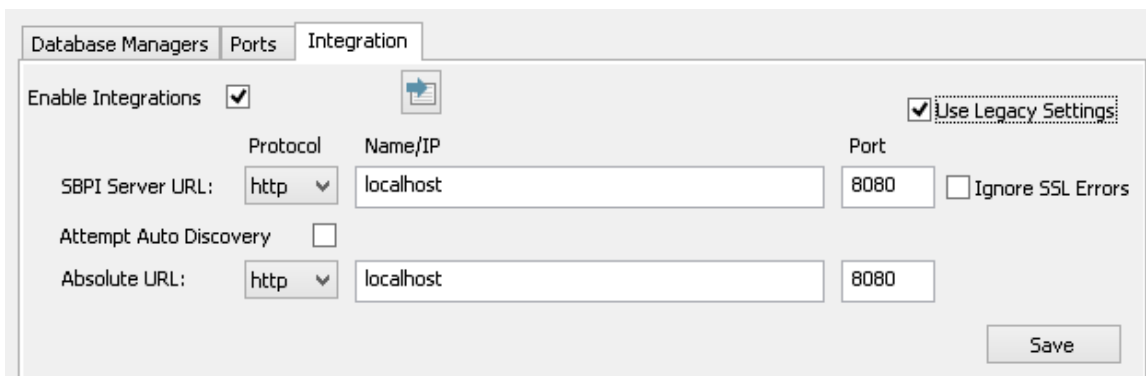 Database Managers Ports Integration
Enable Integrations
Use Legacy Settings
Protocol Name/IP Port
SBPI Server URL: http localhost 8080 Ignore SSL Errors
Attempt Auto Discovery
Absolute URL: http localhost 8080
Save